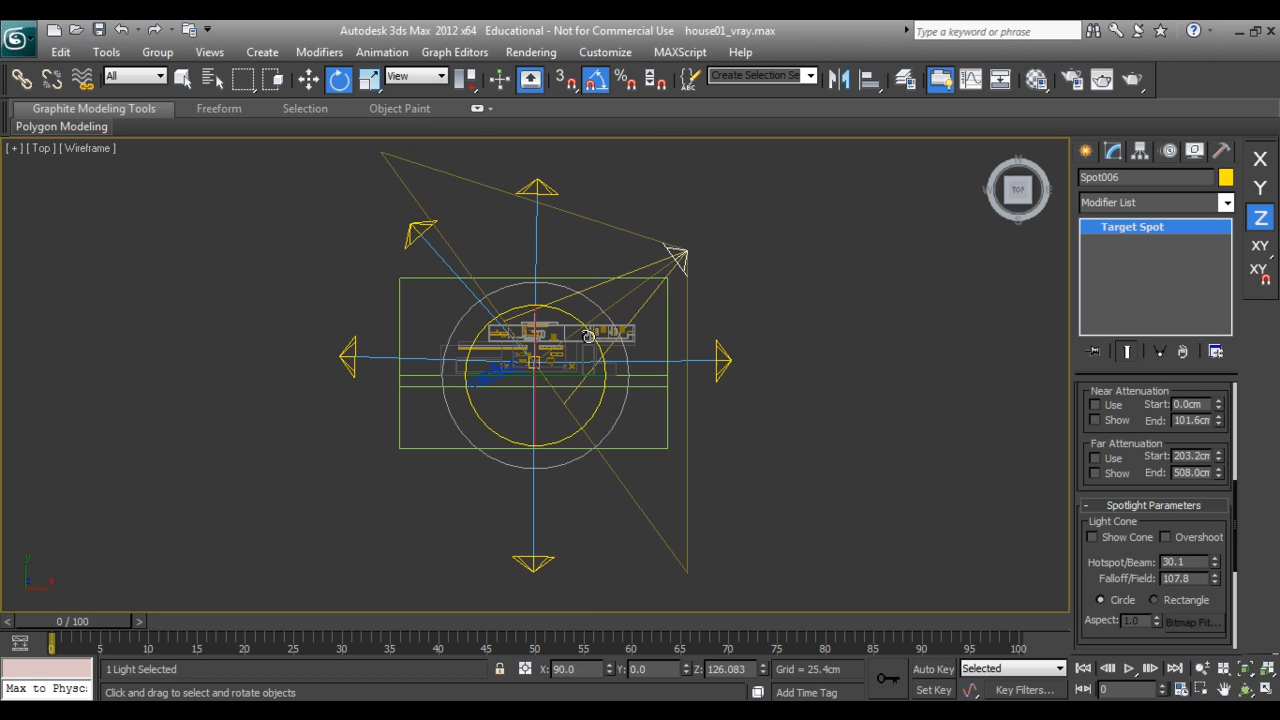 Autodesk 3ds Max 2012 x64 Educational - Not for Commercial Use house01_vray.max
Type a keyword or phrase
Edit Tools Group Views Create Modifiers Animation Graph Editors Rendering Customize MAXScript Help
All View Create Selection Se
Graphite Modeling Tools Freeform Selection Object Paint
Polygon Modeling
[ + ] [ Top ] [ Wireframe ]
TOP
X
Y
Z
XY
XY
Spot006
Modifier List
Target Spot
Near Attenuation
Use Start: 0.0cm
Show End: 101.6cm
Far Attenuation
Use Start: 203.2cm
Show End: 508.0cm
- Spotlight Parameters
Light Cone
Show Cone Overshoot
Hotspot/Beam: 30.1
Falloff/Field: 107.8
Circle Rectangle
Aspect: 1.0 Bitmap Fit...
y
x
< 0 / 100 >
0 5 10 15 20 25 30 35 40 45 50 55 60 65 70 75 80 85 90 95 100
1 Light Selected X: 90.0 Y: 0.0 Z: 126.083 Grid = 25.4cm Auto Key Selected
Max to Physc: Click and drag to select and rotate objects Add Time Tag Set Key Key Filters... 0